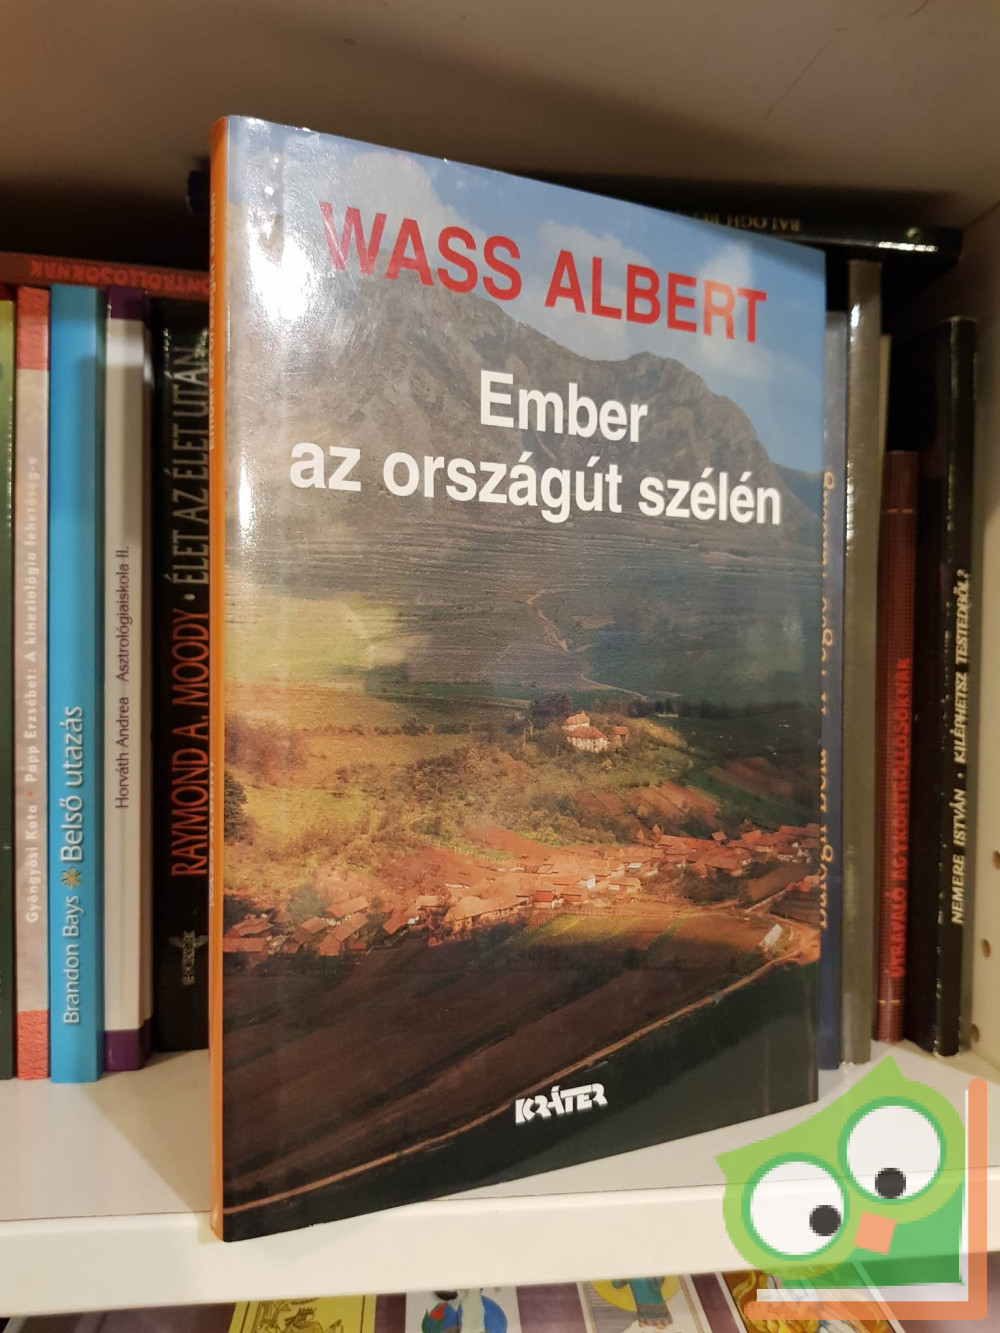 WASS ALBERT
Ember
az országút szélén
KRÁTER
Gyöngyösi Kata • Papp Erzsébet: A kineziológia lehetőség-e
Brandon Bays Belső utazás
Horváth Andrea Asztrológiaiskola II.
RAYMOND A. MOODY • ÉLET AZ ÉLET UTÁN
ÚTRAVALÓ AGYKONTROLLOSOKNAK
NEMERE ISTVÁN • KILÉPHETSZ TESTEDBŐL?